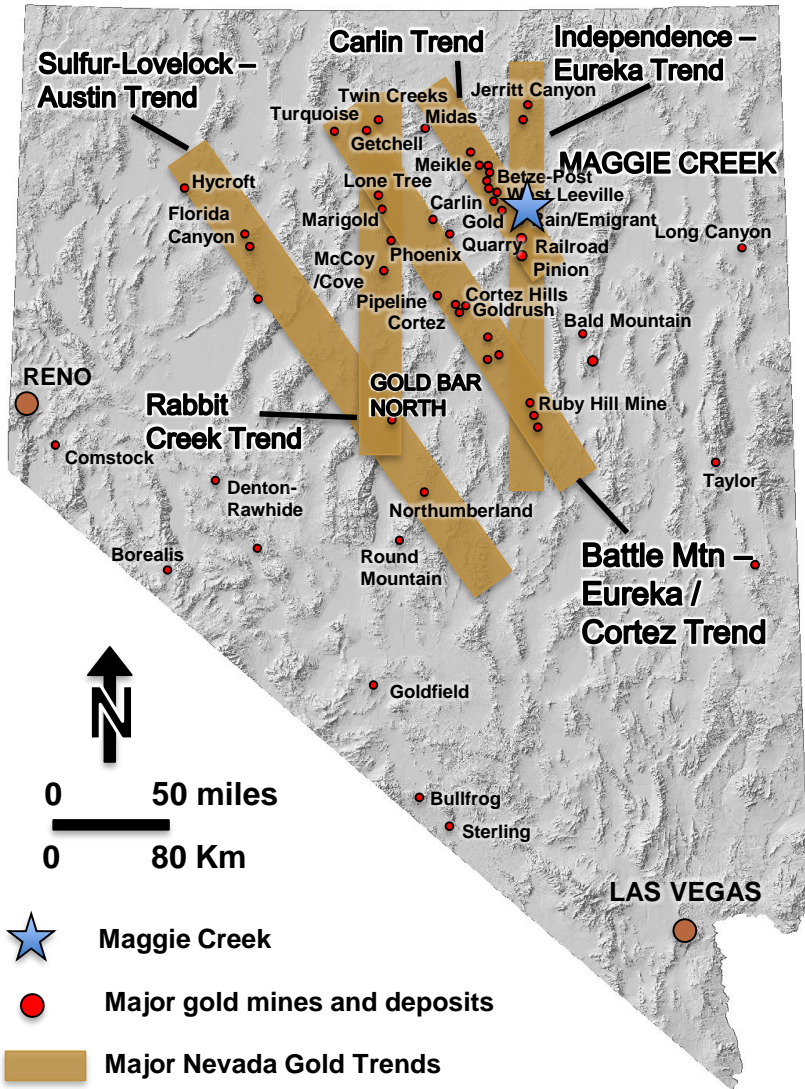 Carlin Trend
Independence –
Eureka Trend
Sulfur-Lovelock –
Austin Trend
Jerritt Canyon
Twin Creeks
Turquoise
Midas
Getchell
Meikle
MAGGIE CREEK
Betze-Post
Hycroft
Lone Tree
West Leeville
Carlin
Florida
Canyon
Marigold
Gold
Quarry
Rain/Emigrant
Long Canyon
Phoenix
Railroad
Pinion
McCoy
/Cove
Pipeline
Cortez Hills
Goldrush
Cortez
Bald Mountain
RENO
GOLD BAR
NORTH
Rabbit
Creek Trend
Ruby Hill Mine
Comstock
Taylor
Denton-
Rawhide
Northumberland
Borealis
Round
Mountain
Battle Mtn –
Eureka /
Cortez Trend
N
Goldfield
0 50 miles
0 80 Km
Bullfrog
Sterling
LAS VEGAS
Maggie Creek
Major gold mines and deposits
Major Nevada Gold Trends